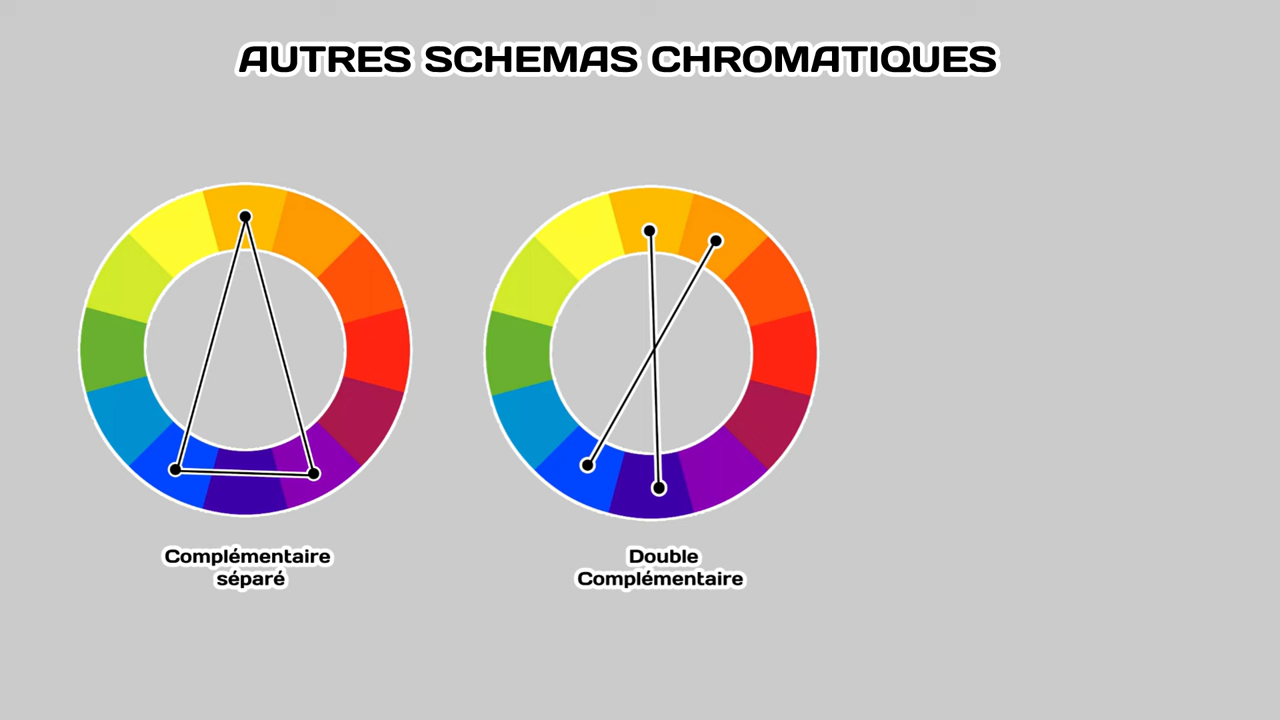 AUTRES SCHEMAS CHROMATIQUES
Complémentaire
séparé
Double
Complémentaire